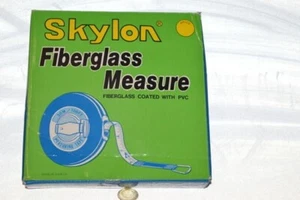 Skylon®
Fiberglass
Measure
FIBERGLASS COATED WITH PVC